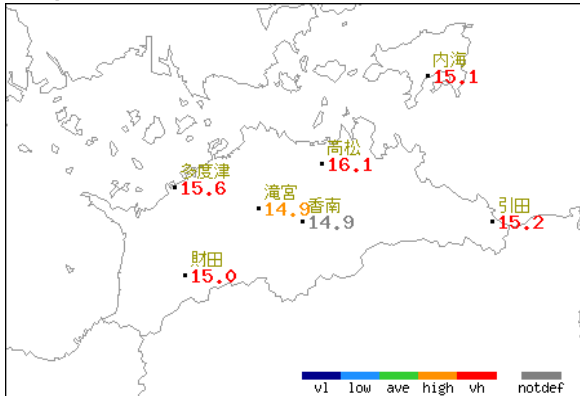 内海
15.1
高松
16.1
多度津
15.6
滝宮
14.9
香南
14.9
引田
15.2
財田
15.0
vl low ave high vh notdef